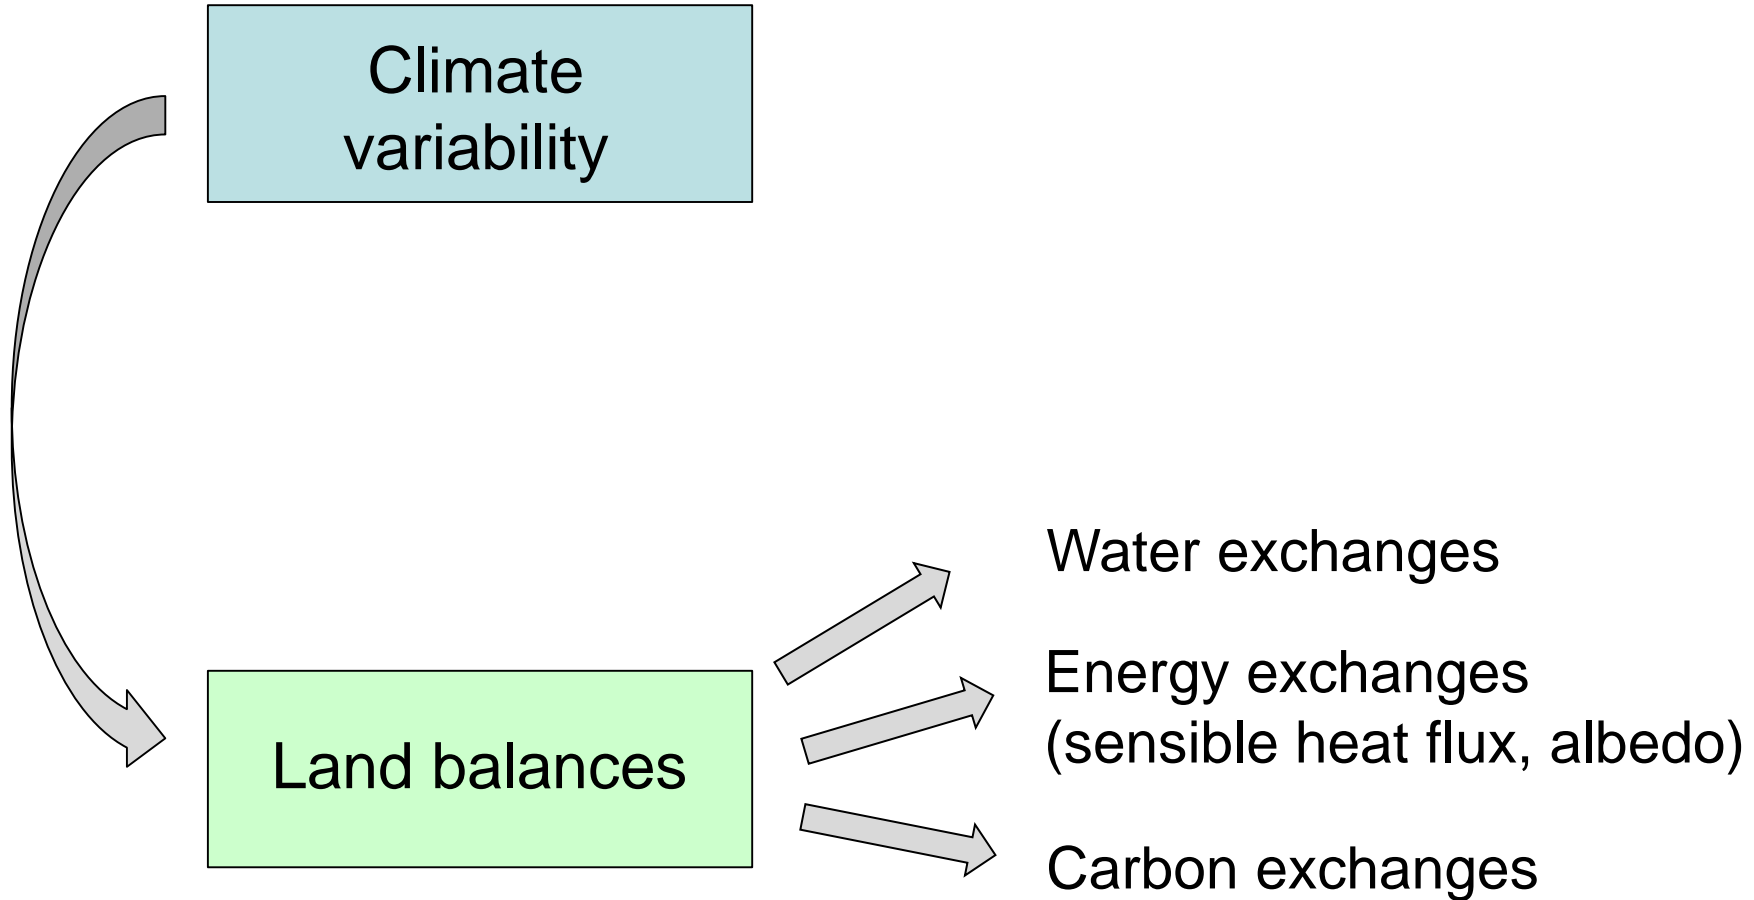 Climate
variability
Water exchanges
Energy exchanges
(sensible heat flux, albedo)
Land balances
Carbon exchanges